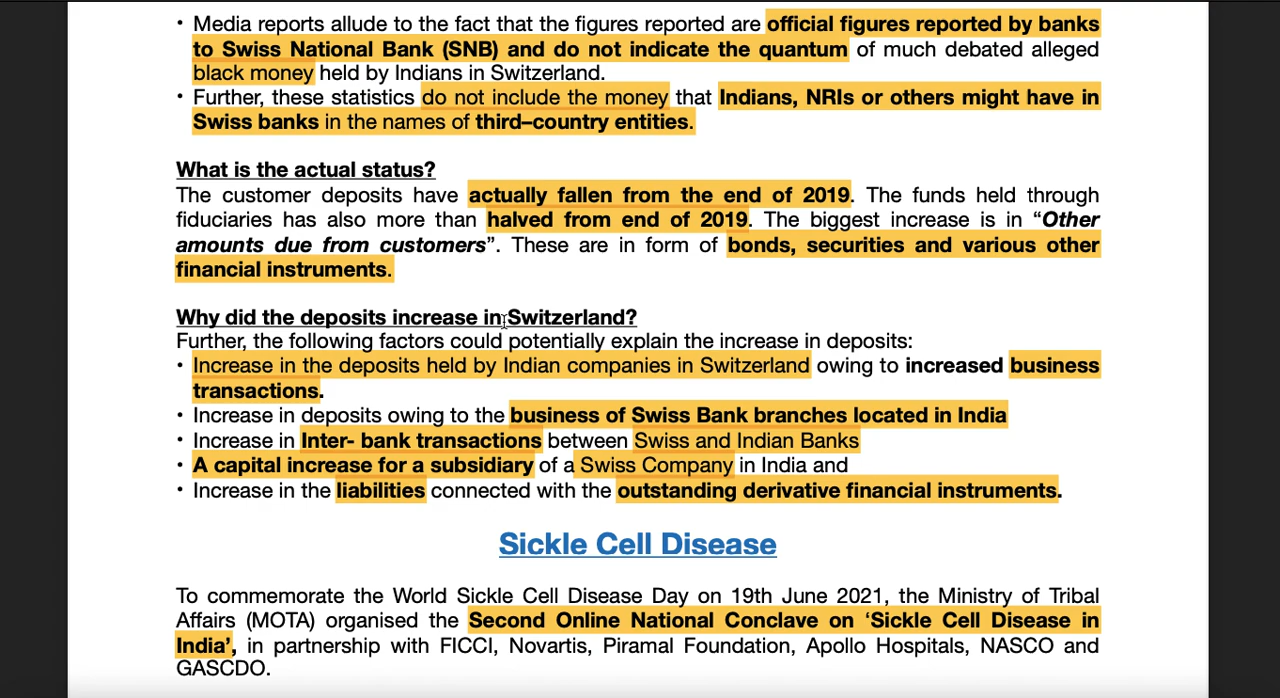 • Media reports allude to the fact that the figures reported are official figures reported by banks
to Swiss National Bank (SNB) and do not indicate the quantum of much debated alleged
black money held by Indians in Switzerland.
• Further, these statistics do not include the money that Indians, NRIs or others might have in
Swiss banks in the names of third–country entities.
What is the actual status?
The customer deposits have actually fallen from the end of 2019. The funds held through
fiduciaries has also more than halved from end of 2019. The biggest increase is in “Other
amounts due from customers”. These are in form of bonds, securities and various other
financial instruments.
Why did the deposits increase in Switzerland?
Further, the following factors could potentially explain the increase in deposits:
• Increase in the deposits held by Indian companies in Switzerland owing to increased business
transactions.
• Increase in deposits owing to the business of Swiss Bank branches located in India
• Increase in Inter- bank transactions between Swiss and Indian Banks
• A capital increase for a subsidiary of a Swiss Company in India and
• Increase in the liabilities connected with the outstanding derivative financial instruments.
Sickle Cell Disease
To commemorate the World Sickle Cell Disease Day on 19th June 2021, the Ministry of Tribal
Affairs (MOTA) organised the Second Online National Conclave on ‘Sickle Cell Disease in
India’, in partnership with FICCI, Novartis, Piramal Foundation, Apollo Hospitals, NASCO and
GASCDO.